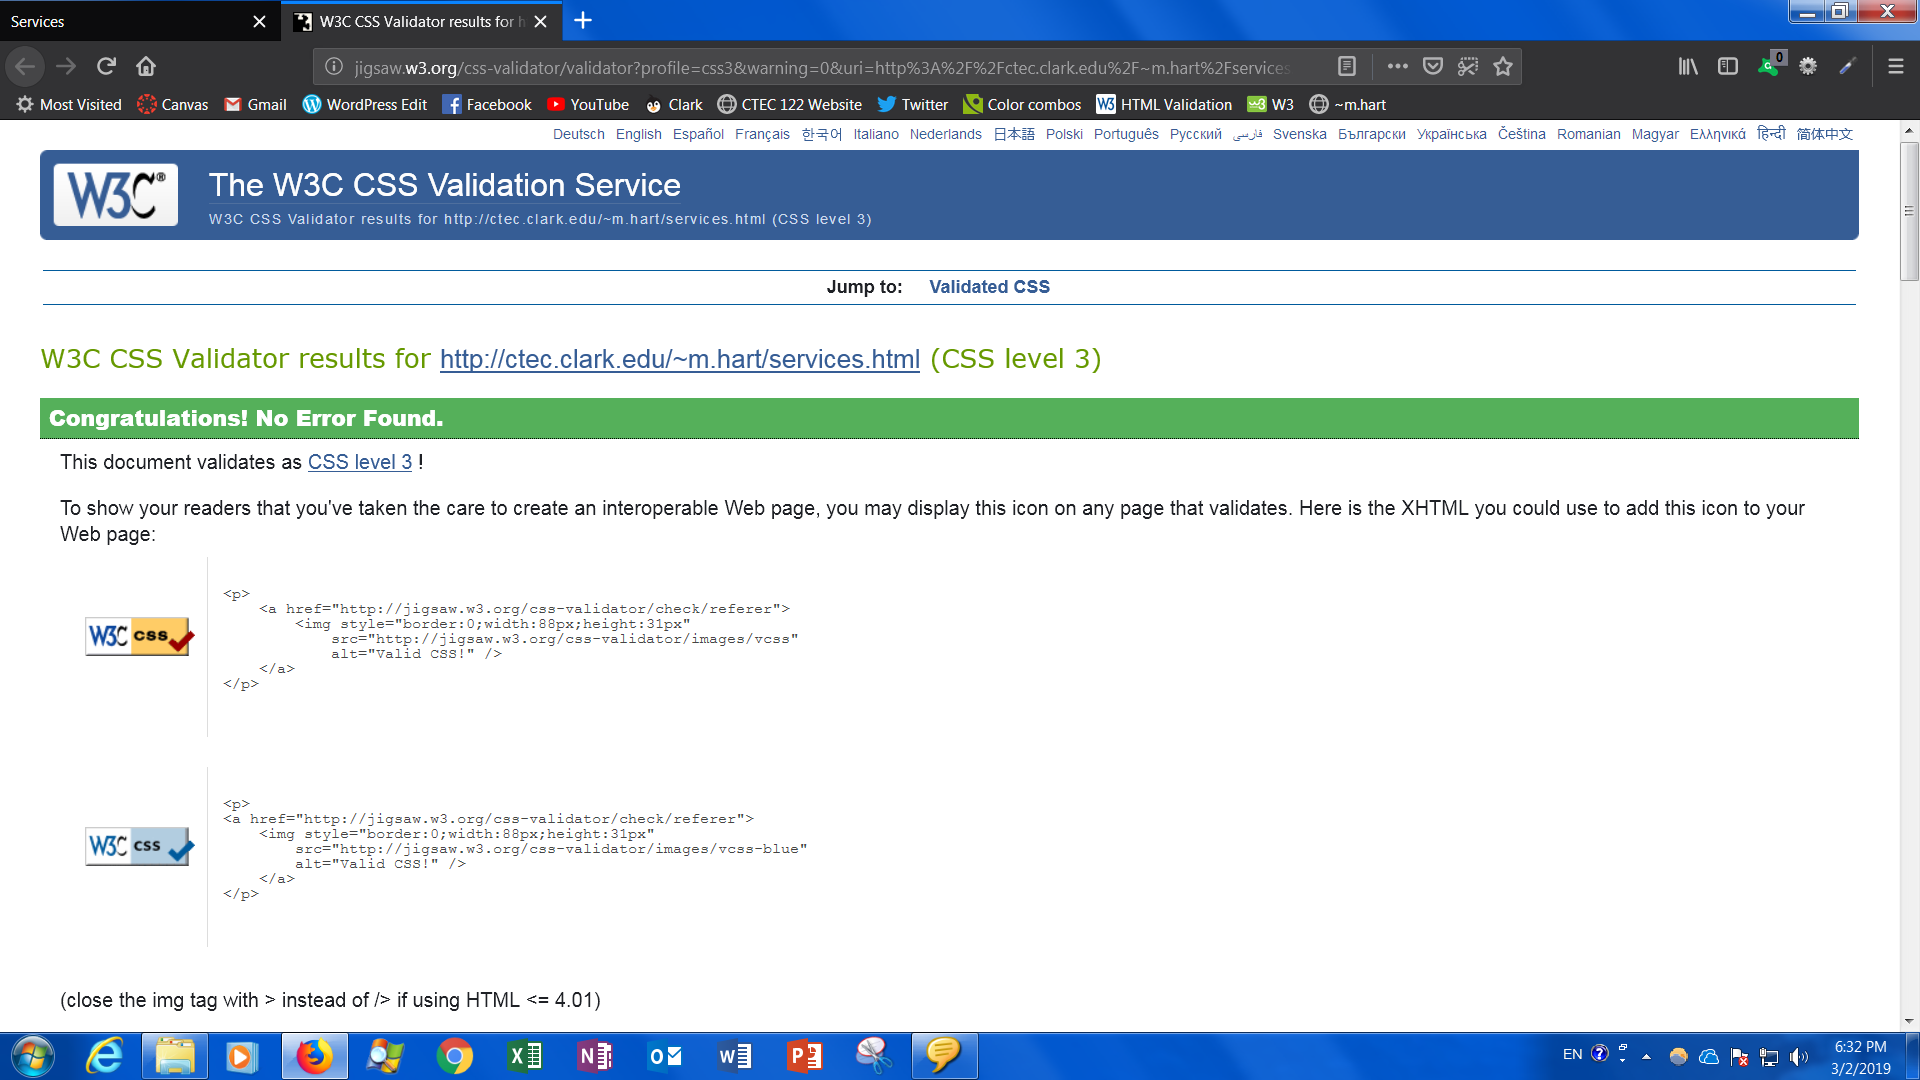 Services
W3C CSS Validator results for h
jigsaw.w3.org/css-validator/validator?profile=css3&warning=0&uri=http%3A%2F%2Fctec.clark.edu%2F~m.hart%2Fservices
0
Most Visited Canvas Gmail WordPress Edit Facebook YouTube Clark CTEC 122 Website Twitter Color combos HTML Validation W3 ~m.hart
Deutsch English Español Français 한국어 Italiano Nederlands 日本語 Polski Português Русский فارسی Svenska Български Українська Čeština Romanian Magyar Ελληνικά हिन्दी 简体中文
W3C®
The W3C CSS Validation Service
W3C CSS Validator results for http://ctec.clark.edu/~m.hart/services.html (CSS level 3)
Jump to: Validated CSS
W3C CSS Validator results for http://ctec.clark.edu/~m.hart/services.html (CSS level 3)
Congratulations! No Error Found.
This document validates as CSS level 3 !
To show your readers that you've taken the care to create an interoperable Web page, you may display this icon on any page that validates. Here is the XHTML you could use to add this icon to your
Web page:
W3C css
<p>
<a href="http://jigsaw.w3.org/css-validator/check/referer">
<img style="border:0;width:88px;height:31px"
src="http://jigsaw.w3.org/css-validator/images/vcss"
alt="Valid CSS!" />
</a>
</p>
W3C css
<p>
<a href="http://jigsaw.w3.org/css-validator/check/referer">
<img style="border:0;width:88px;height:31px"
src="http://jigsaw.w3.org/css-validator/images/vcss-blue"
alt="Valid CSS!" />
</a>
</p>
(close the img tag with > instead of /> if using HTML <= 4.01)
EN
6:32 PM
3/2/2019